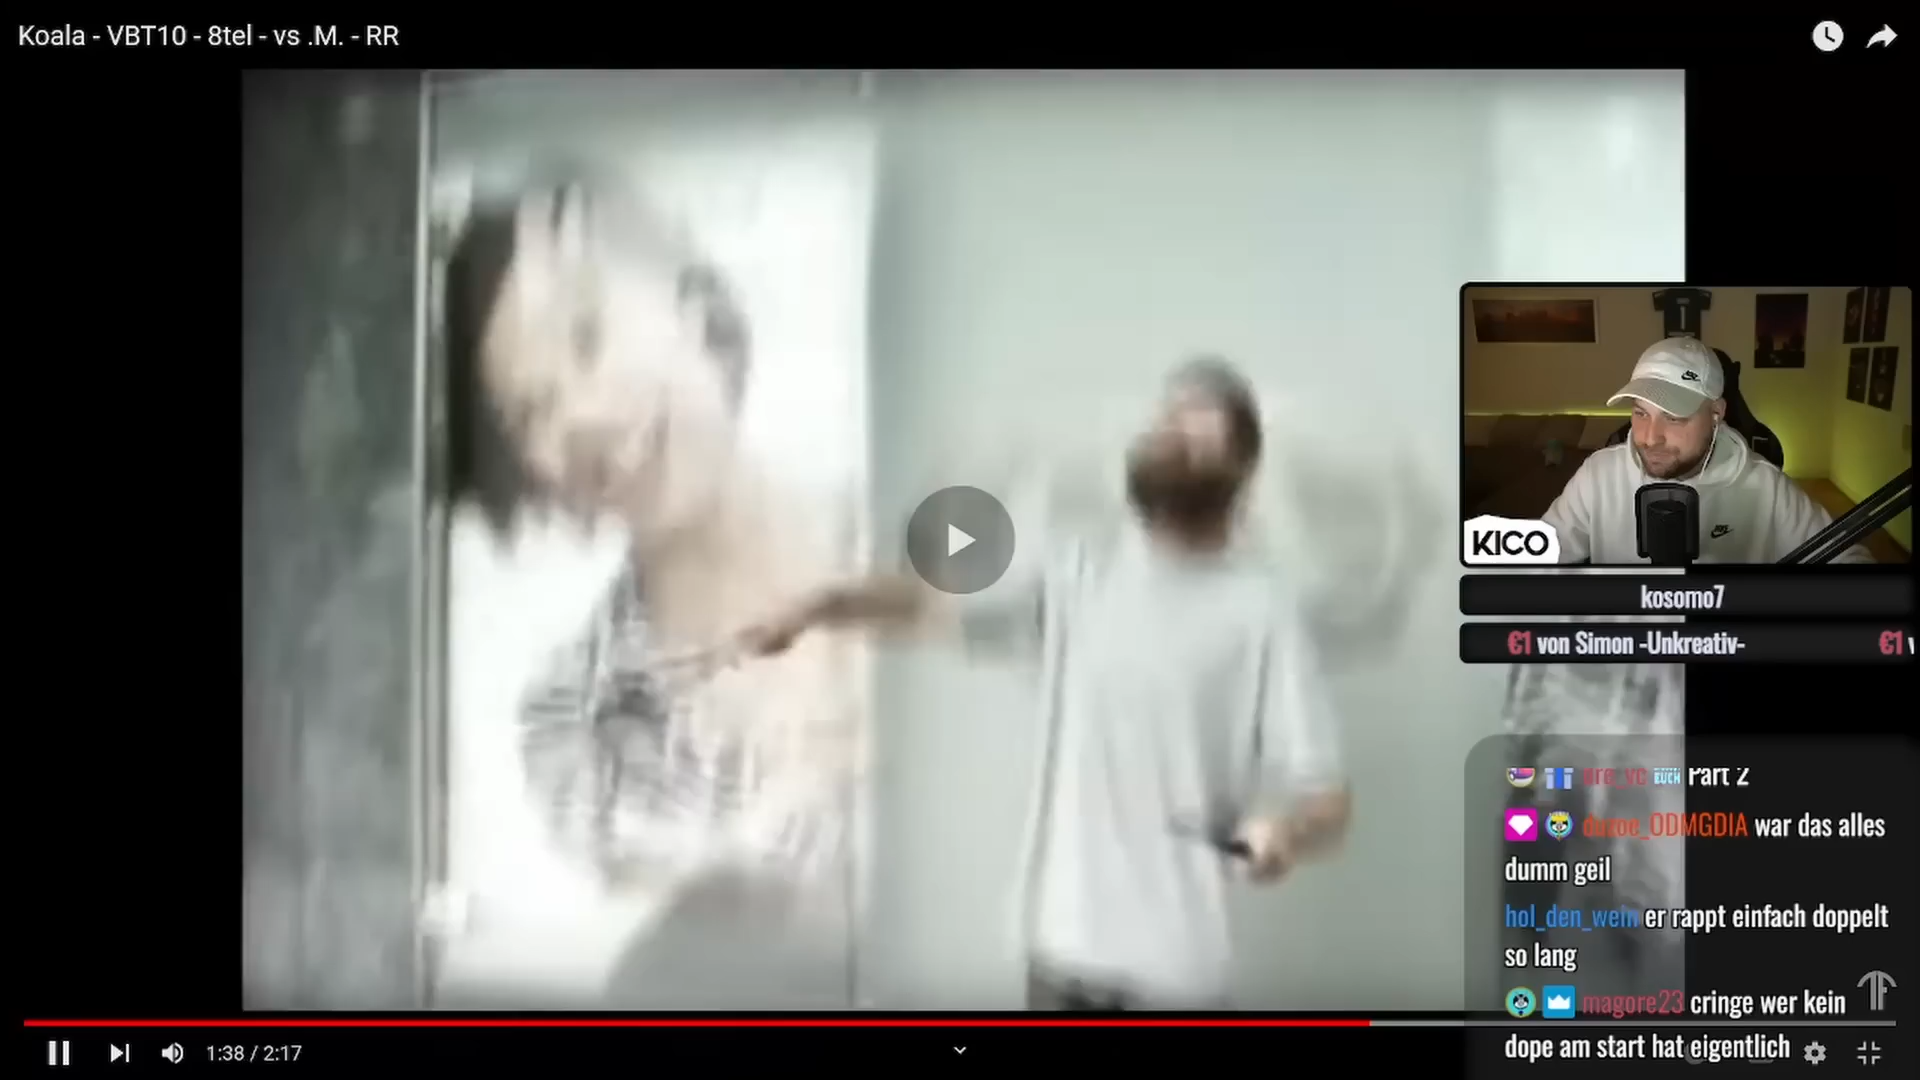 Koala - VBT10 - 8tel - vs .M. - RR
KICO
kosomo7
€1 von Simon -Unkreativ-
€1
Part 2
war das alles
dumm geil
hol_den_wein er rappt einfach doppelt
so lang
magore23 cringe wer kein
dope am start hat eigentlich
1:38 / 2:17